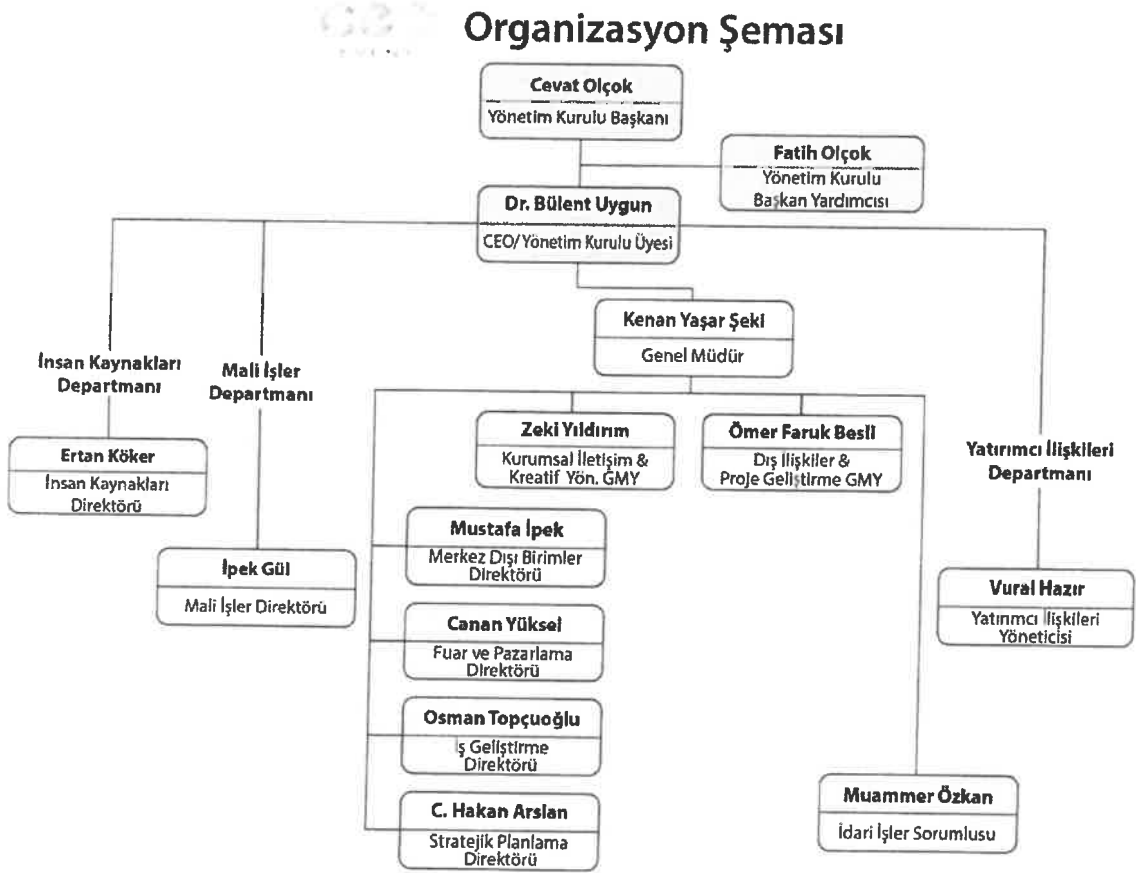 Organizasyon Şeması
Cevat Olçok
Yönetim Kurulu Başkanı
Fatih Olçok
Yönetim Kurulu
Başkan Yardımcısı
Dr. Bülent Uygun
CEO/ Yönetim Kurulu Üyesi
Kenan Yaşar Şeki
Genel Müdür
İnsan Kaynakları
Departmanı
Mali İşler
Departmanı
Yatırımcı İlişkileri
Departmanı
Ertan Köker
İnsan Kaynakları
Direktörü
Zeki Yıldırım
Kurumsal İletişim &
Kreatif Yön. GMY
Ömer Faruk Besli
Dış İlişkiler &
Proje Geliştirme GMY
Mustafa İpek
Merkez Dışı Birimler
Direktörü
İpek Gül
Mali İşler Direktörü
Vural Hazır
Yatırımcı İlişkileri
Yöneticisi
Canan Yüksel
Fuar ve Pazarlama
Direktörü
Osman Topçuoğlu
İş Geliştirme
Direktörü
Muammer Özkan
İdari İşler Sorumlusu
C. Hakan Arslan
Stratejik Planlama
Direktörü